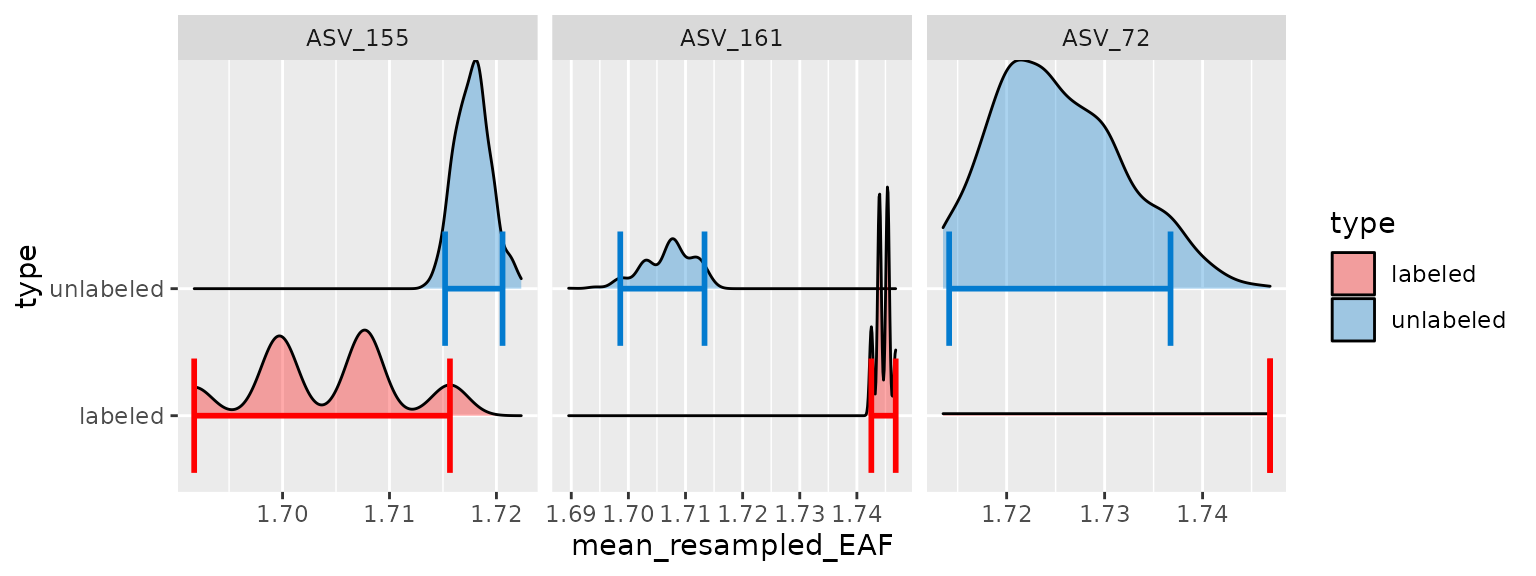 ASV_155
ASV_161
ASV_72
type
unlabeled
labeled
1.70 1.71 1.72
1.69 1.70 1.71 1.72 1.73 1.74
1.72 1.73 1.74
mean_resampled_EAF
type
labeled
unlabeled